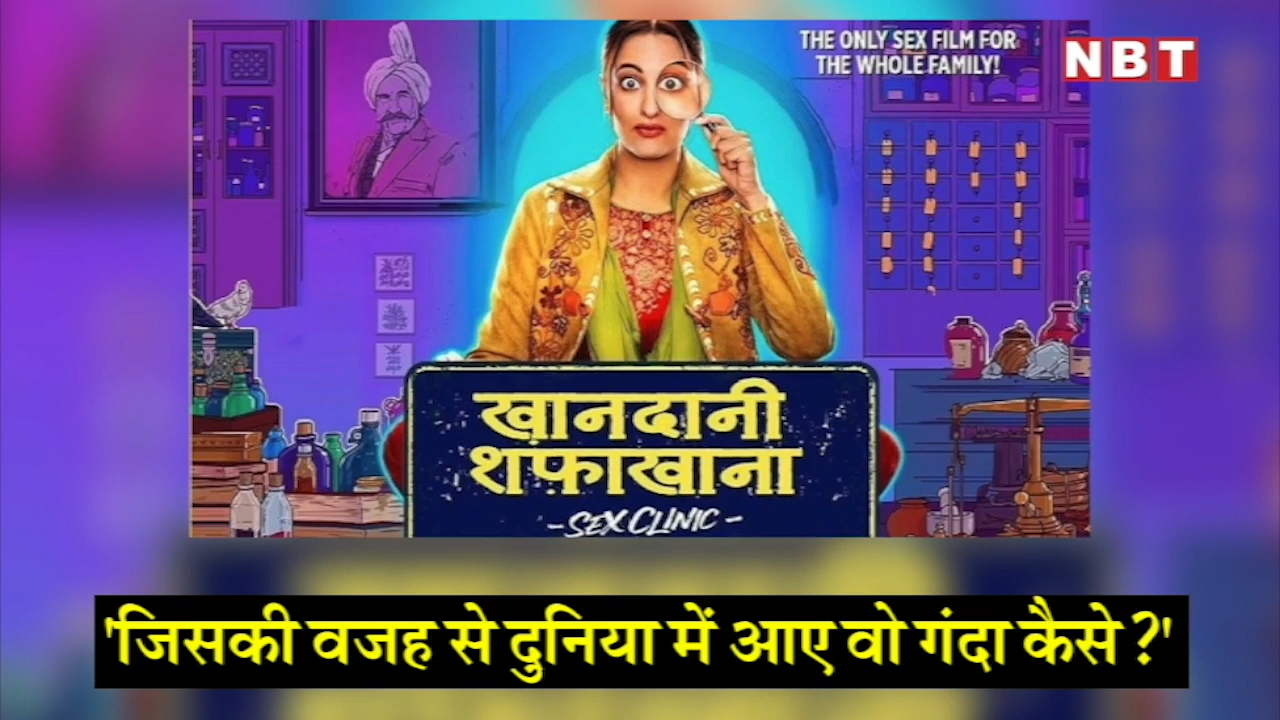 THE ONLY SEX FILM FOR
THE WHOLE FAMILY!
NBT
खानदानी
शफ़ाखाना
-SEX CLINIC-
'जिसकी वजह से दुनिया में आए वो गंदा कैसे?'